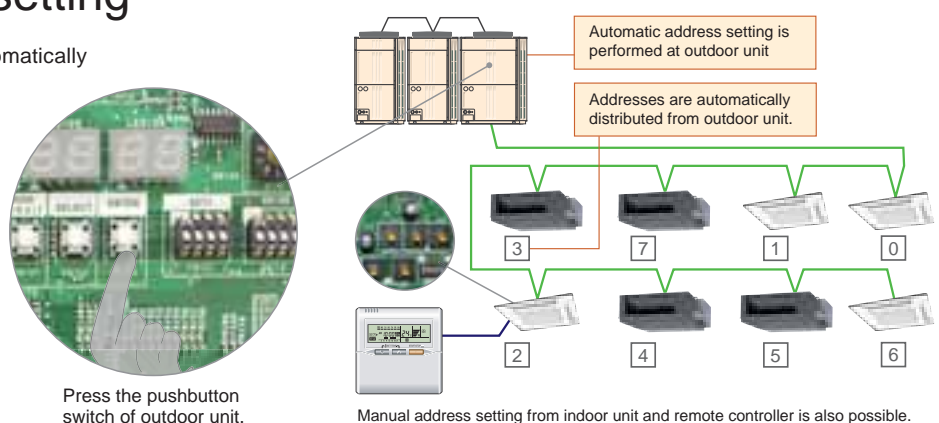 setting
omatically
Automatic address setting is
performed at outdoor unit
Addresses are automatically
distributed from outdoor unit.
3 7 1 0
2 4 5 6
Press the pushbutton
switch of outdoor unit.
Manual address setting from indoor unit and remote controller is also possible.